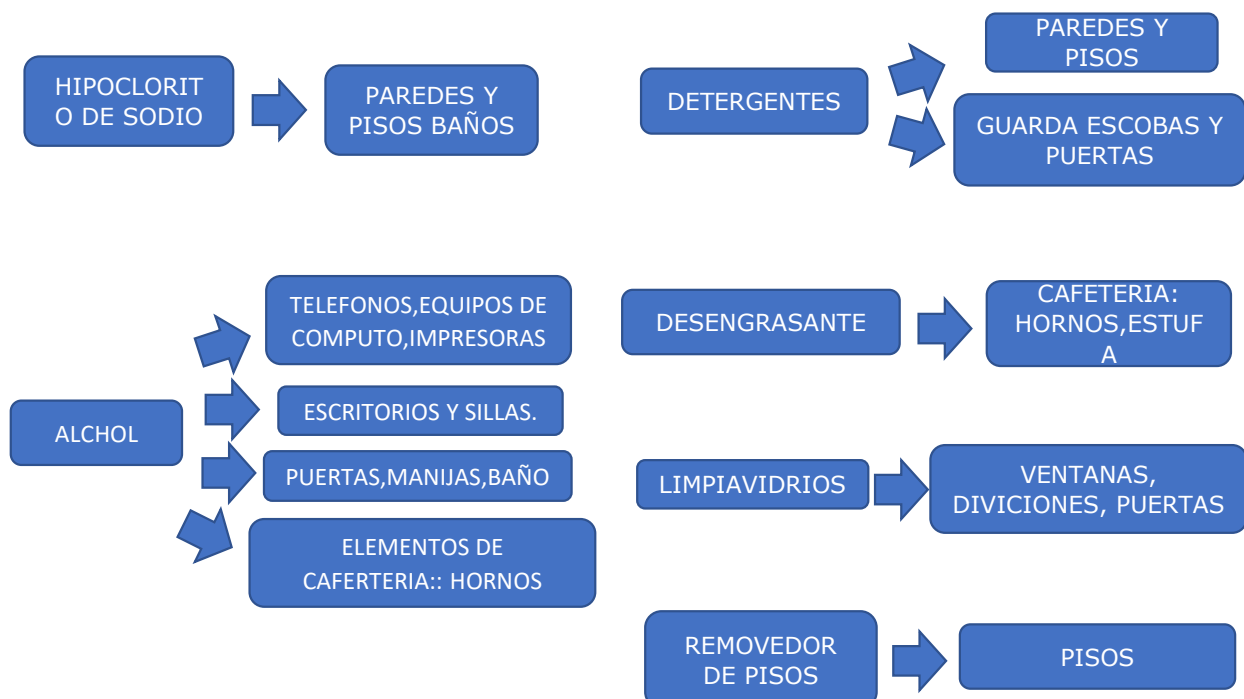 HIPOCLORIT
O DE SODIO
PAREDES Y
PISOS BAÑOS
DETERGENTES
PAREDES Y
PISOS
GUARDA ESCOBAS Y
PUERTAS
ALCHOL
TELEFONOS,EQUIPOS DE
COMPUTO,IMPRESORAS
ESCRITORIOS Y SILLAS.
PUERTAS,MANIJAS,BAÑO
ELEMENTOS DE
CAFERTERIA:: HORNOS
DESENGRASANTE
CAFETERIA:
HORNOS,ESTUF
A
LIMPIAVIDRIOS
VENTANAS,
DIVICIONES, PUERTAS
REMOVEDOR
DE PISOS
PISOS